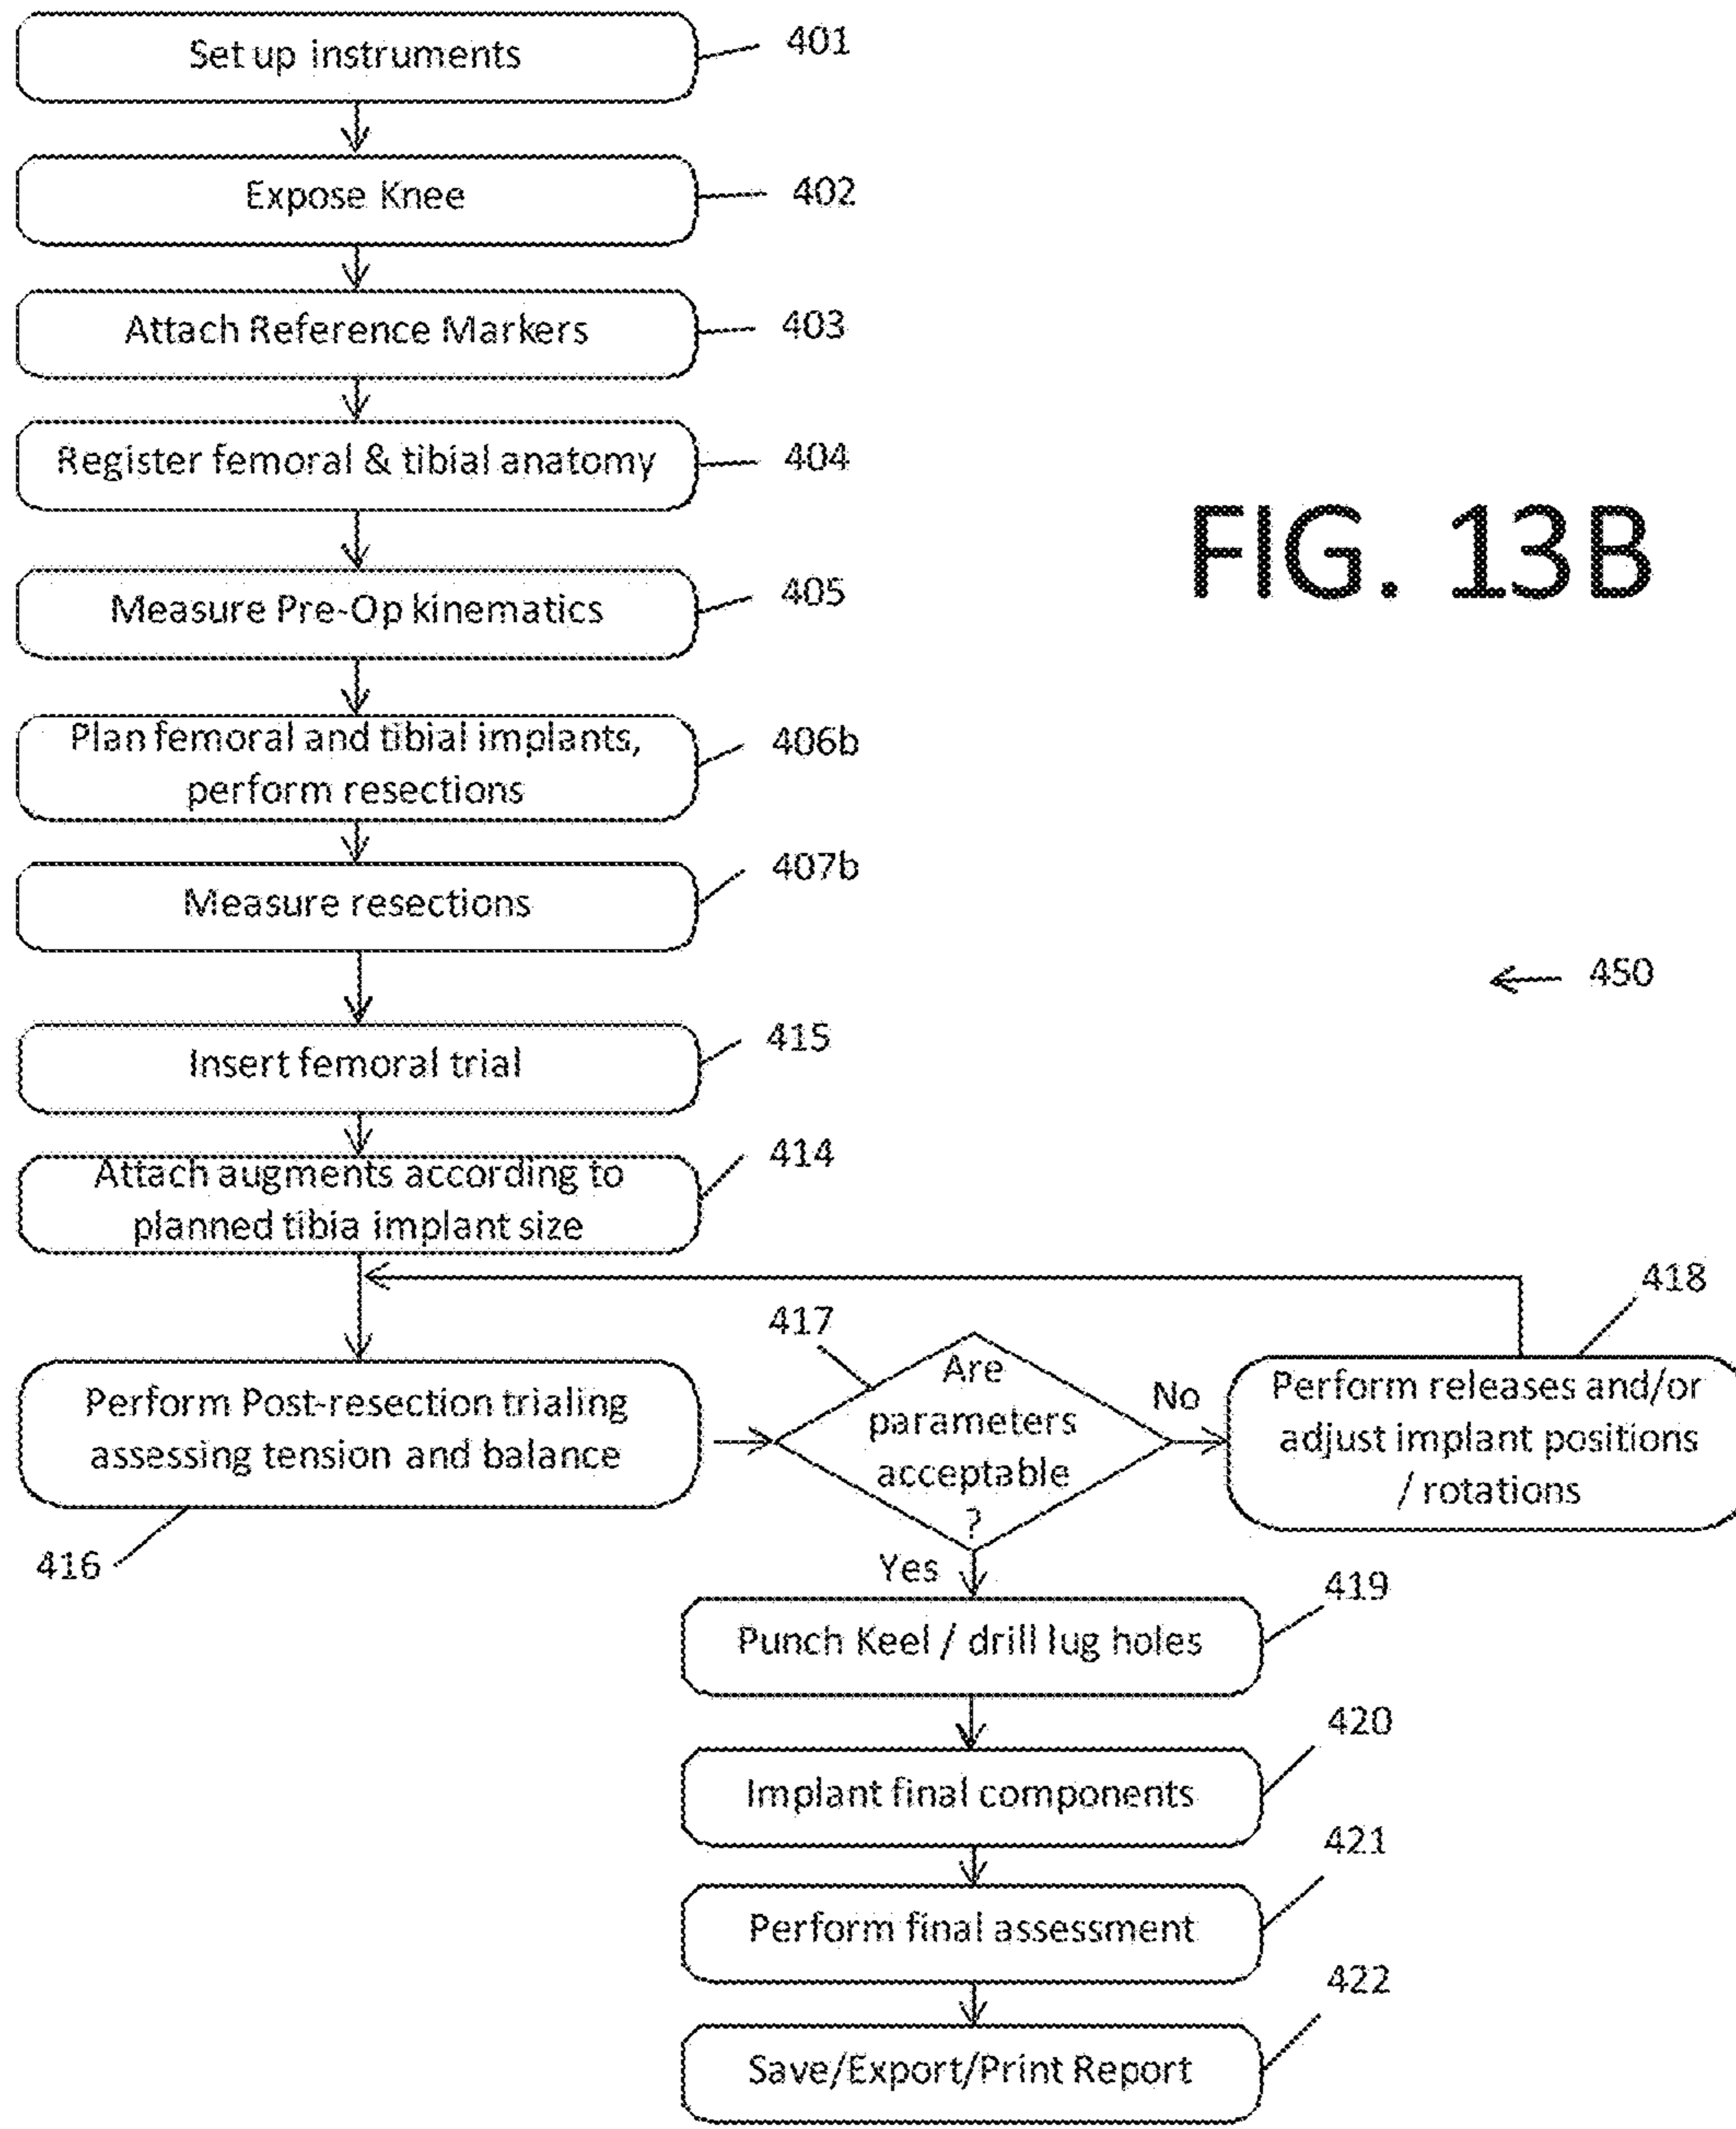 Set up instruments
401
Expose Knee
402
Attach Reference Markers
403
Register femoral & tibial anatomy
404
FIG. 13B
Measure Pre-Op kinematics
405
Plan femoral and tibial implants,
perform resections
406b
Measure resections
407b
450
Insert femoral trial
415
Attach augments according to
planned tibia implant size
414
Perform Post-resection trialing
assessing tension and balance
416
417
Are
parameters
acceptable
?
No
418
Perform releases and/or
adjust implant positions
/ rotations
Yes
Punch Keel / drill lug holes
419
Implant final components
420
Perform final assessment
421
Save/Export/Print Report
422